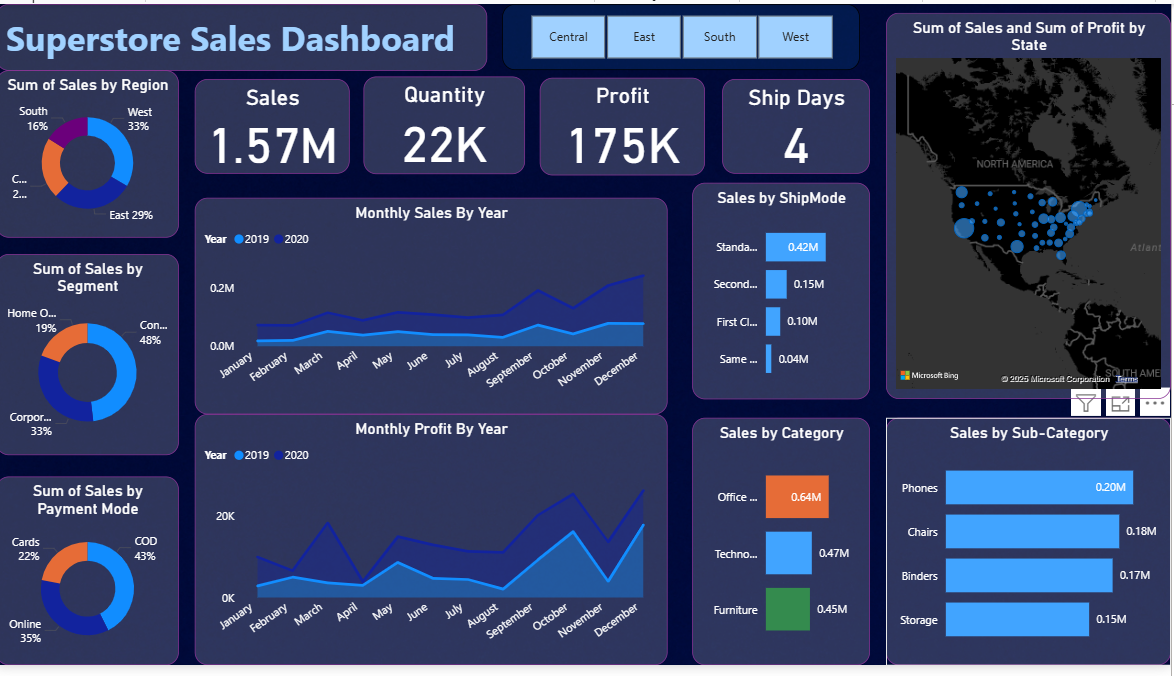 Superstore Sales Dashboard
Central
East
South
West
Sum of Sales by Region
South
16%
West
33%
C...
2...
East 29%
Sales
1.57M
Quantity
22K
Profit
175K
Ship Days
4
Sum of Sales and Sum of Profit by
State
NORTH AMERICA
Atlant
SOUTH AME
Microsoft Bing
© 2025 Microsoft Corporation Terms
Sum of Sales by
Segment
Home O...
19%
Con...
48%
Corpor...
33%
Monthly Sales By Year
Year 2019 2020
0.2M
0.0M
January
February
March
April
May
June
July
August
September
October
November
December
Sales by ShipMode
Standa...
0.42M
Second...
0.15M
First Cl...
0.10M
Same ...
0.04M
Sum of Sales by
Payment Mode
Cards
22%
COD
43%
Online
35%
Monthly Profit By Year
Year 2019 2020
20K
0K
January
February
March
April
May
June
July
August
September
October
November
December
Sales by Category
Office ...
0.64M
Techno...
0.47M
Furniture
0.45M
Sales by Sub-Category
Phones
0.20M
Chairs
0.18M
Binders
0.17M
Storage
0.15M